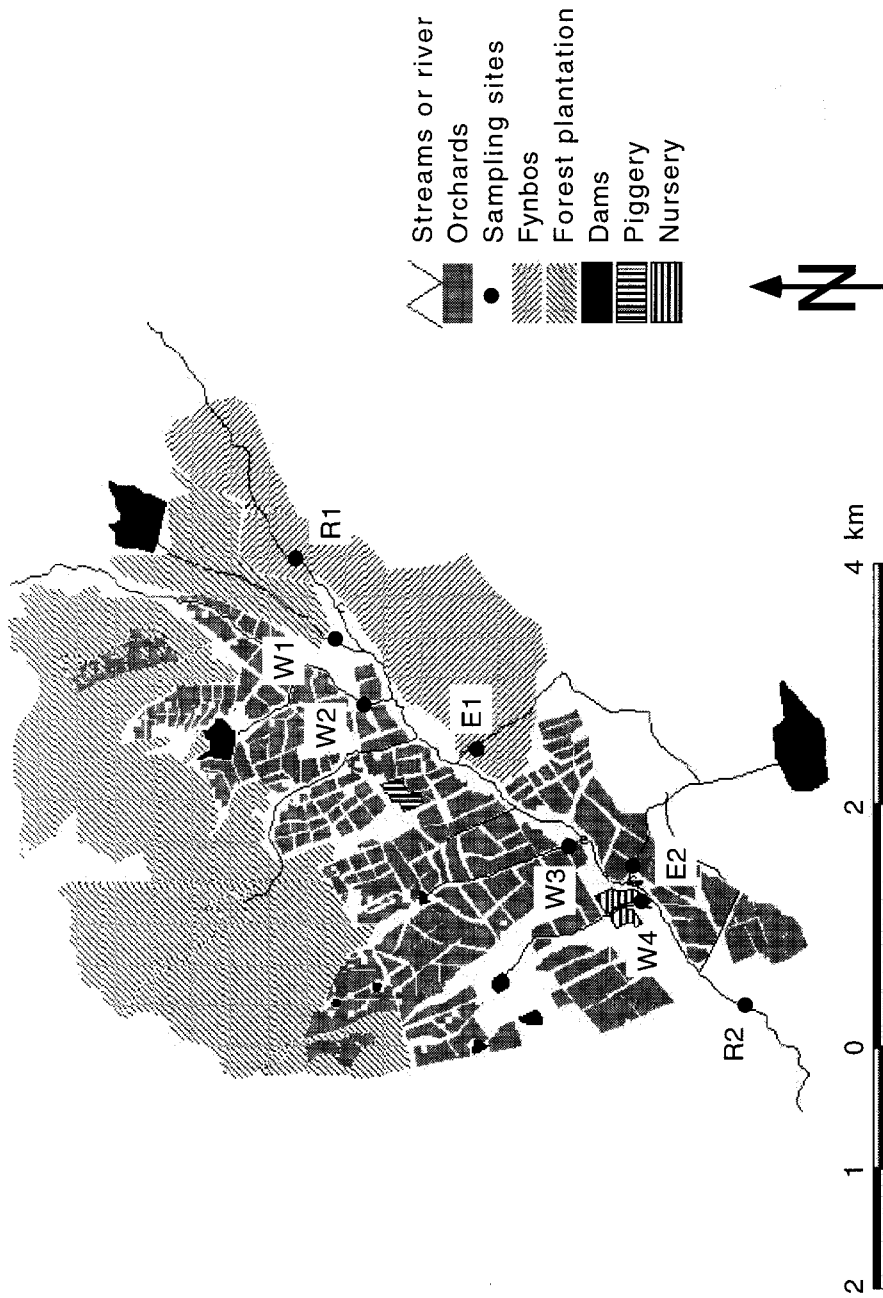 Streams or river
Orchards
Sampling sites
Fynbos
Forest plantation
Dams
Piggery
Nursery
N
R1
W1
W2
E1
W3
E2
W4
R2
2 1 0 2 4 km